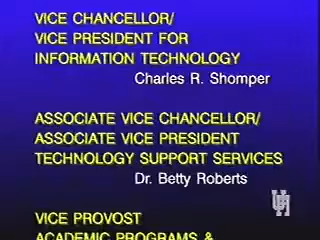 VICE CHANCELLOR/
VICE PRESIDENT FOR
INFORMATION TECHNOLOGY
Charles R. Shomper
ASSOCIATE VICE CHANCELLOR/
ASSOCIATE VICE PRESIDENT
TECHNOLOGY SUPPORT SERVICES
Dr. Betty Roberts
VICE PROVOST
ACADEMIC PROGRAMS &